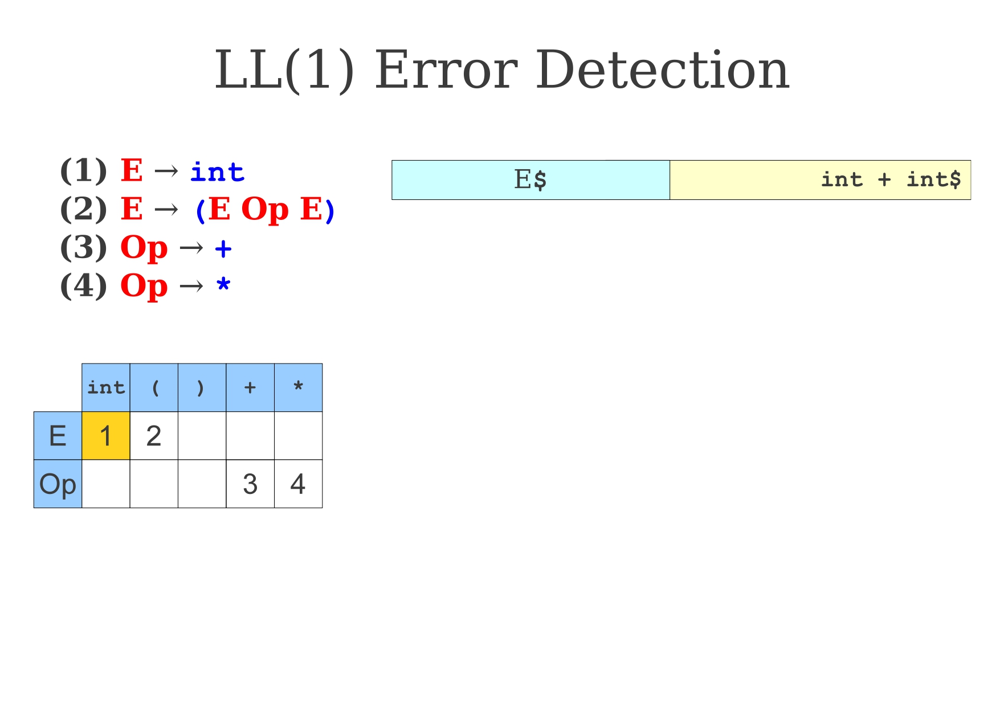 LL(1) Error Detection
(1) E → int
(2) E → (E Op E)
(3) Op → +
(4) Op → *
E$ int + int$
int ( ) + *
E 1 2
Op 3 4